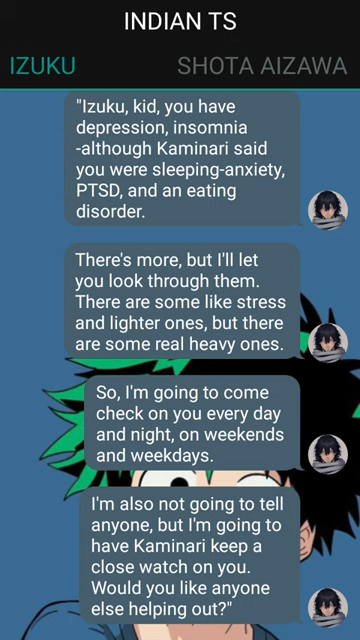 INDIAN TS
IZUKU SHOTA AIZAWA
"Izuku, kid, you have
depression, insomnia
-although Kaminari said
you were sleeping-anxiety,
PTSD, and an eating
disorder.
There's more, but I'll let
you look through them.
There are some like stress
and lighter ones, but there
are some real heavy ones.
So, I'm going to come
check on you every day
and night, on weekends
and weekdays.
I'm also not going to tell
anyone, but I'm going to
have Kaminari keep a
close watch on you.
Would you like anyone
else helping out?"